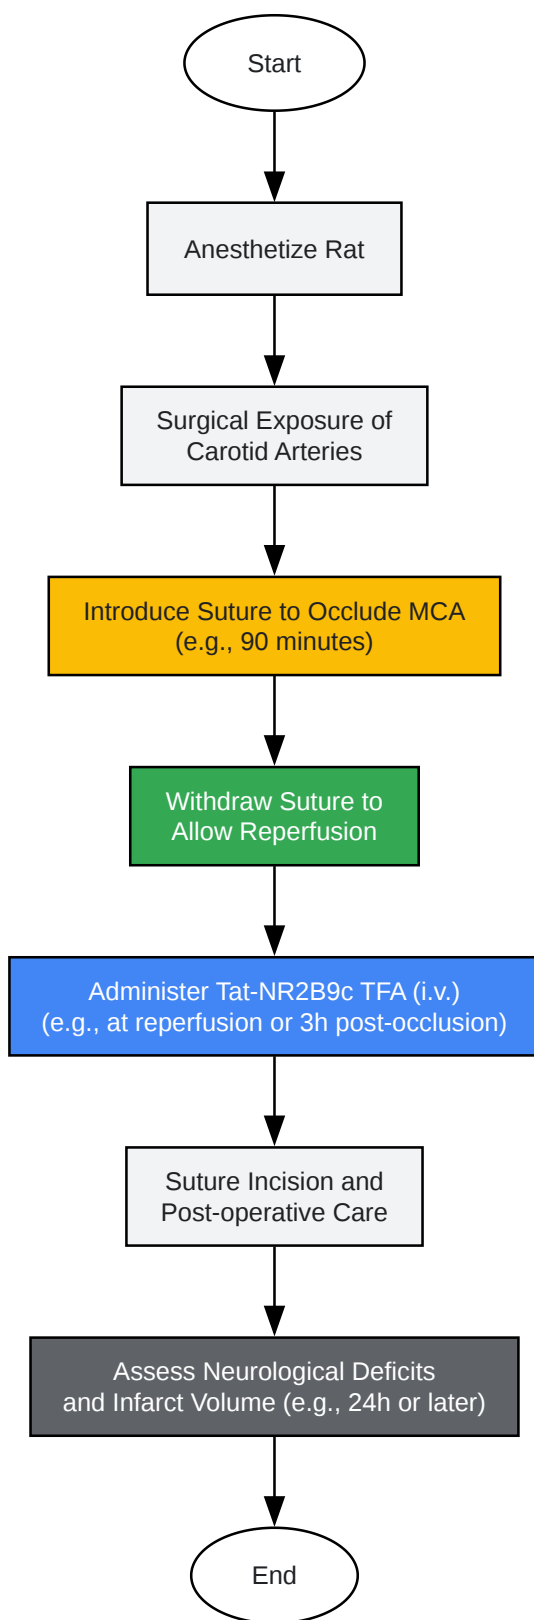 Start
Anesthetize Rat
Surgical Exposure of
Carotid Arteries
Introduce Suture to Occlude MCA
(e.g., 90 minutes)
Withdraw Suture to
Allow Reperfusion
Administer Tat-NR2B9c TFA (i.v.)
(e.g., at reperfusion or 3h post-occlusion)
Suture Incision and
Post-operative Care
Assess Neurological Deficits
and Infarct Volume (e.g., 24h or later)
End